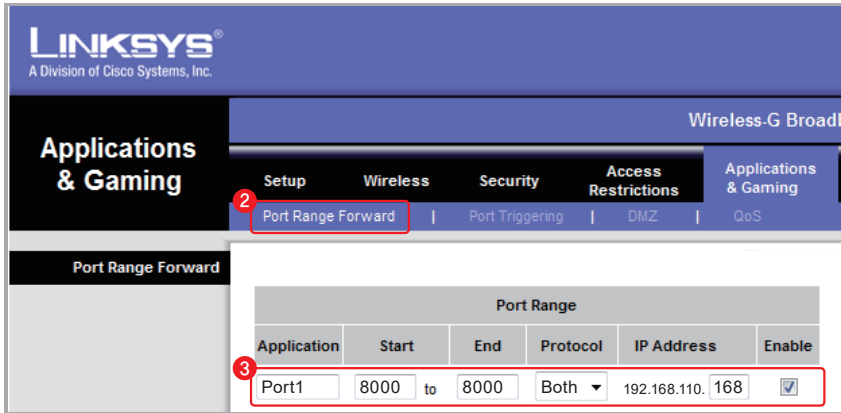 LINKSYS®
A Division of Cisco Systems, Inc.
Applications
& Gaming
Wireless-G Broad
Setup Wireless Security Access Restrictions Applications & Gaming
2
Port Range Forward | Port Triggering | DMZ | QoS
Port Range Forward
Port Range
Application Start End Protocol IP Address Enable
3
Port1 8000 to 8000 Both 192.168.110. 168